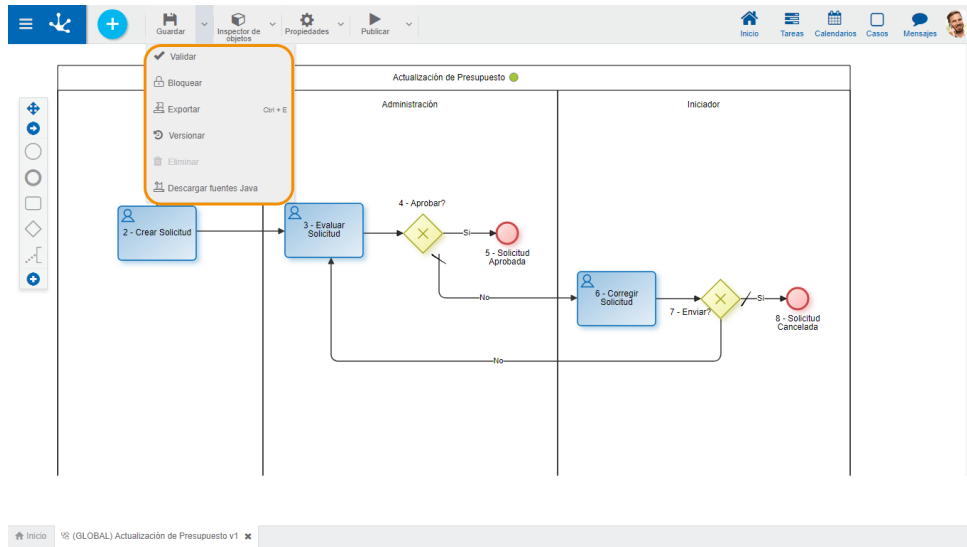 Guardar
Inspector de
objetos
Propiedades
Publicar
Inicio
Tareas
Calendarios
Casos
Mensajes
Validar
Bloquear
Exportar Ctrl + E
Versionar
Eliminar
Descargar fuentes Java
Actualización de Presupuesto
Administración
Iniciador
2 - Crear Solicitud
3 - Evaluar
Solicitud
4 - Aprobar?
Si
5 - Solicitud
Aprobada
No
6 - Corregir
Solicitud
7 - Enviar?
Si
8 - Solicitud
Cancelada
No
Inicio
(GLOBAL) Actualización de Presupuesto v1